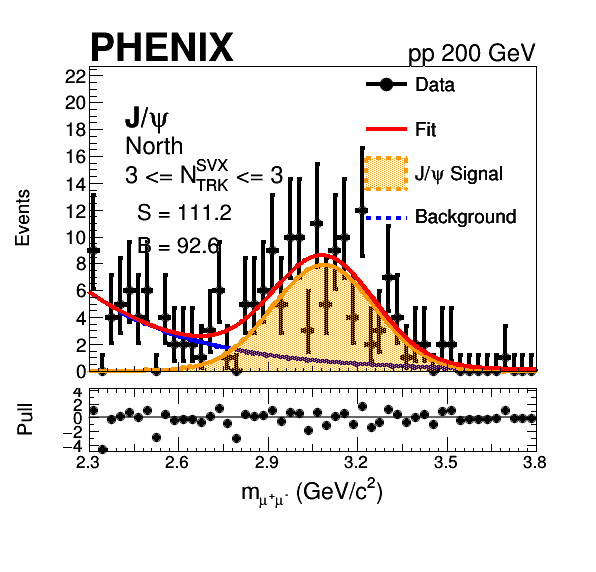 PHENIX pp 200 GeV
Data
Fit
J/ψ Signal
Background
J/ψ
North
3 <= N^SVX_TRK <= 3
S = 111.2
B = 92.6
Events
22
20
18
16
14
12
10
8
6
4
2
0
Pull
4
2
0
−2
−4
2.3 2.6 2.9 3.2 3.5 3.8
m_μ⁺μ⁻ (GeV/c²)